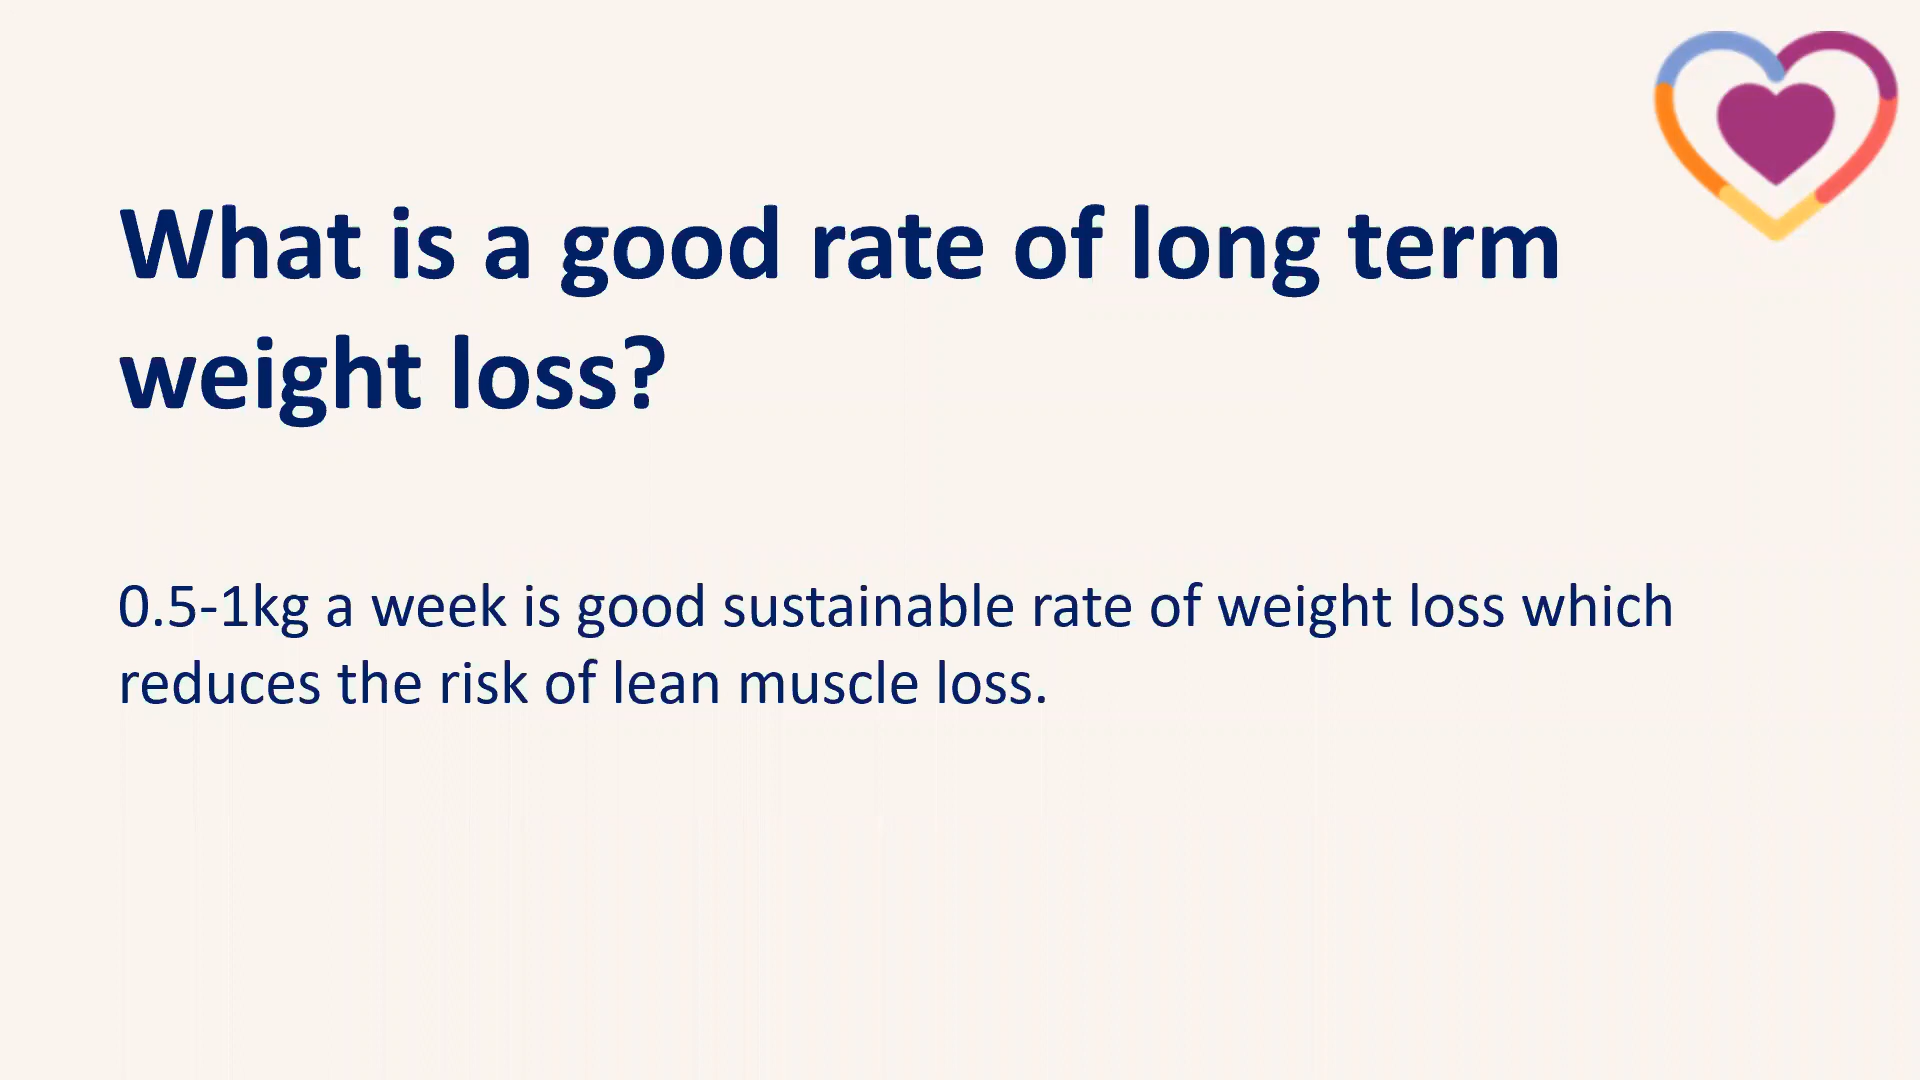 What is a good rate of long term
weight loss?
0.5-1kg a week is good sustainable rate of weight loss which
reduces the risk of lean muscle loss.